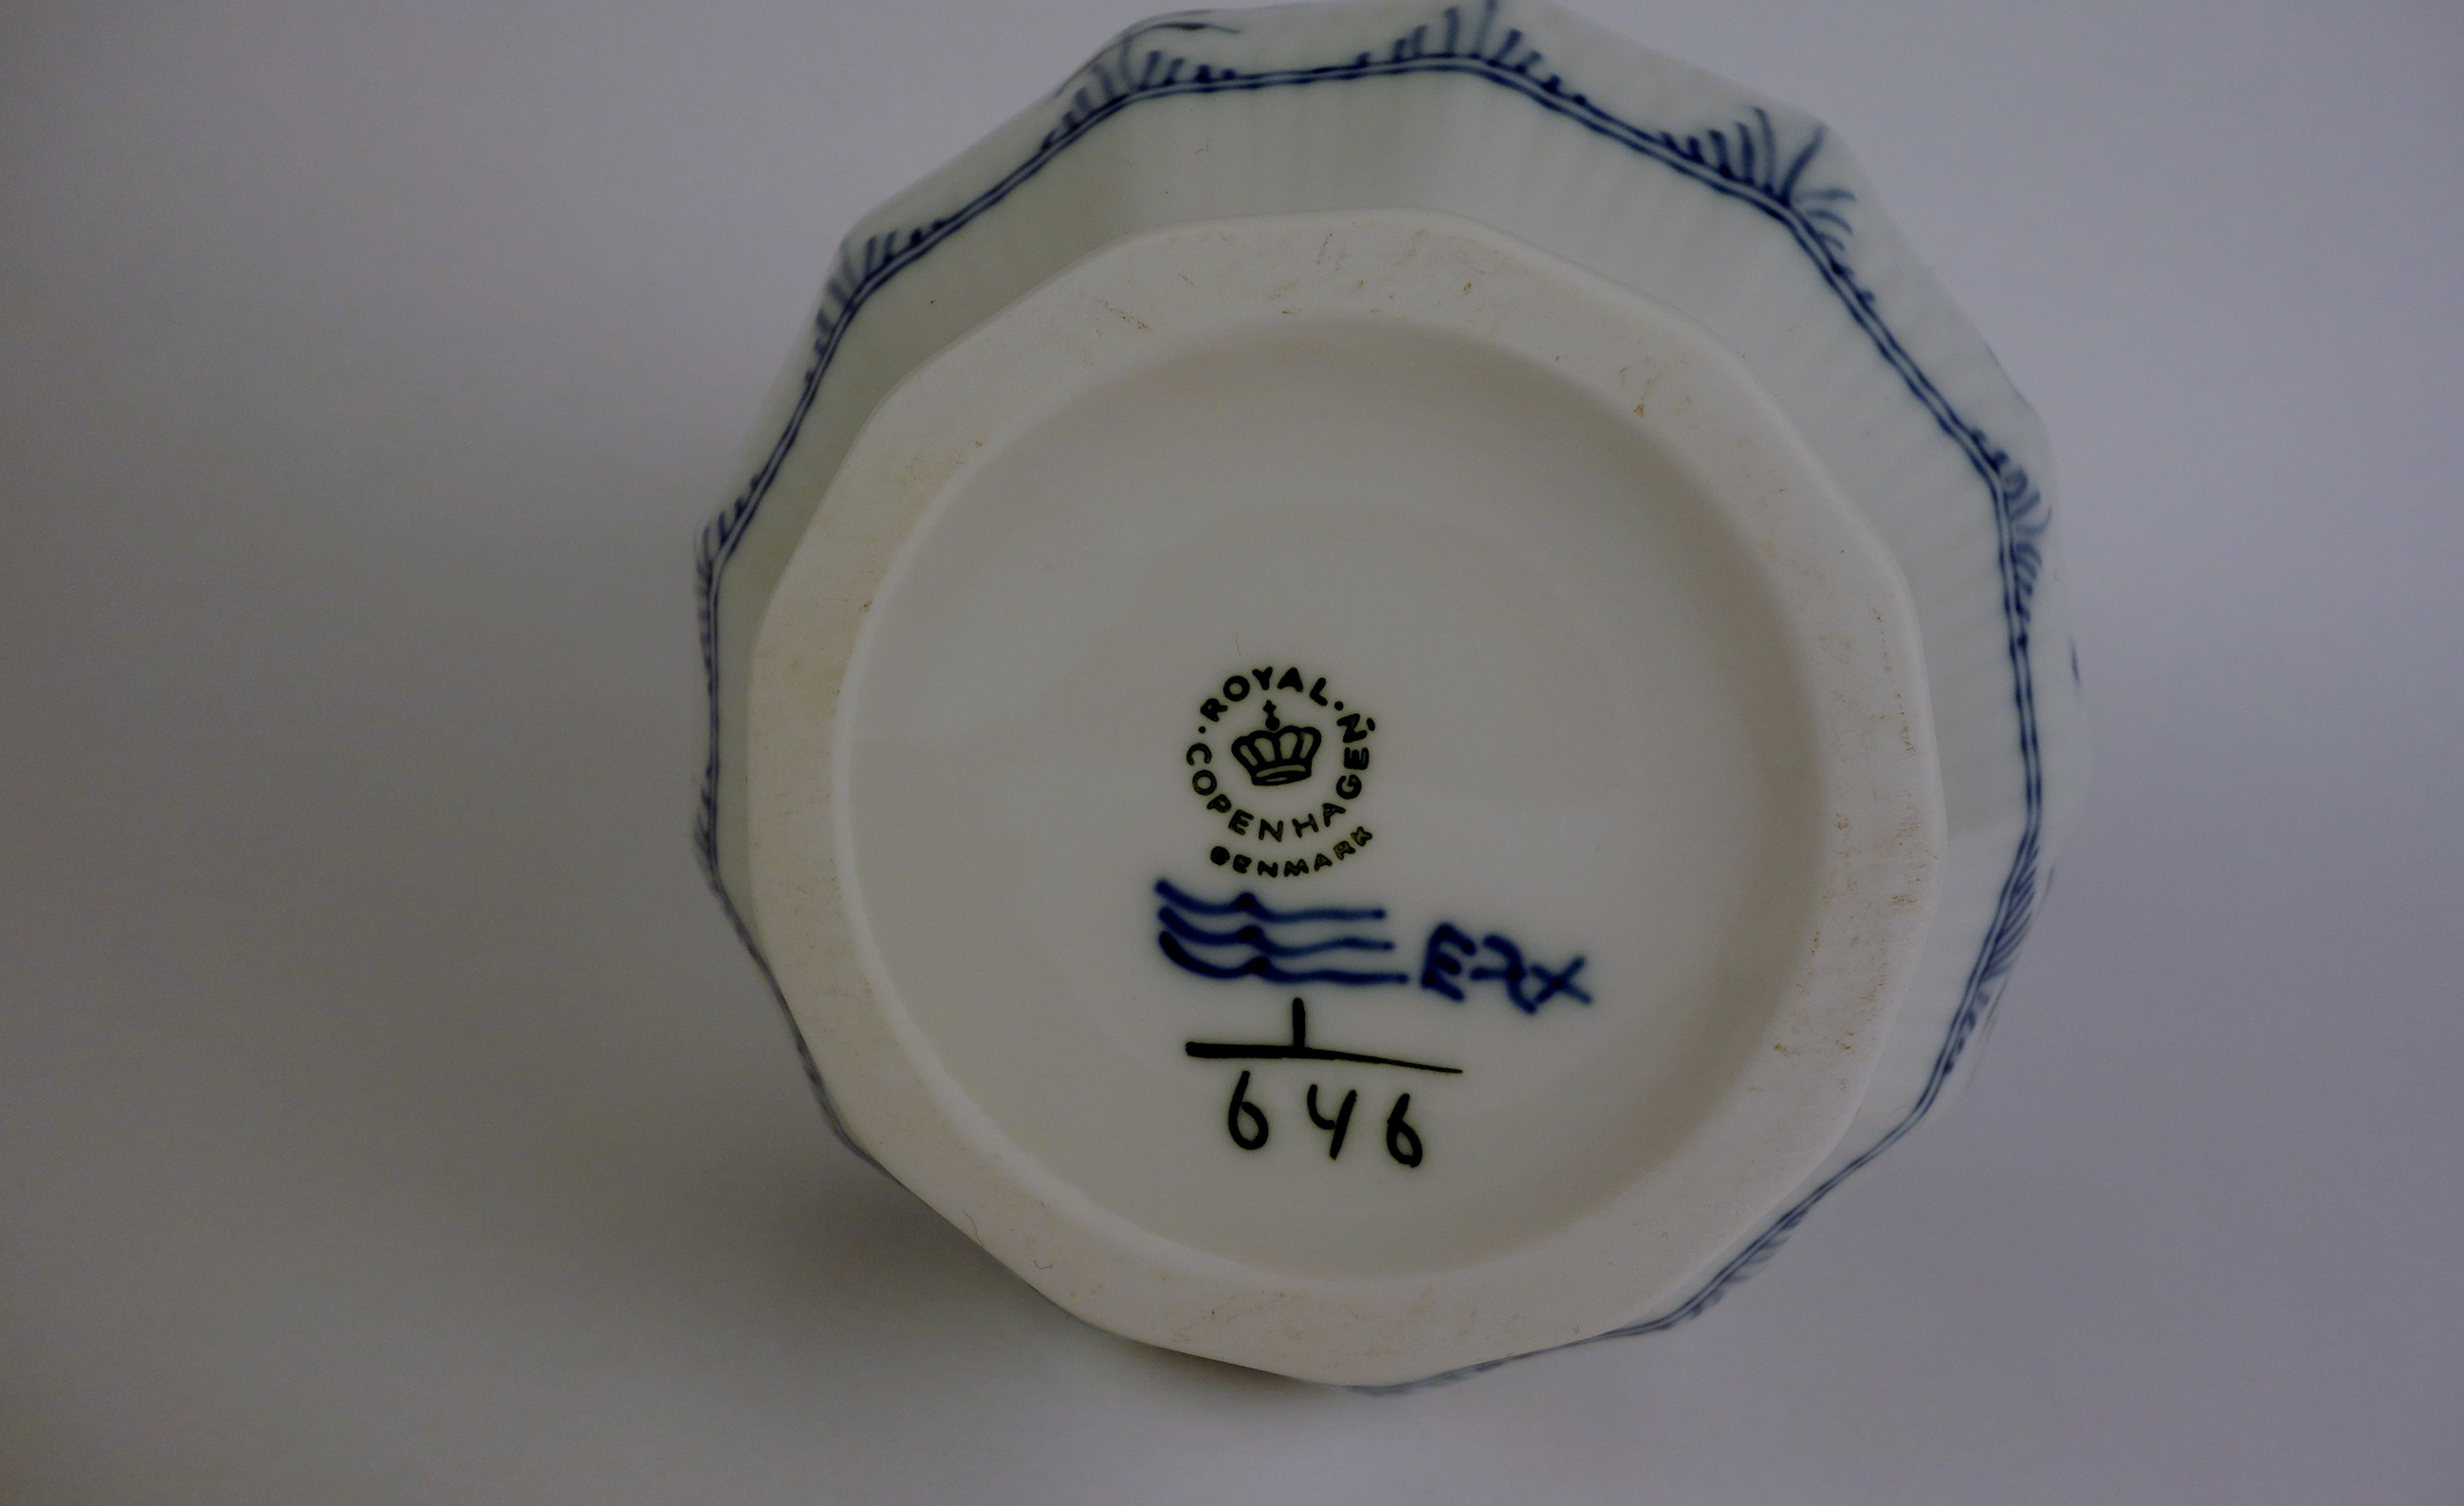 ROYAL
COPENHAGEN
DENMARK
1
646